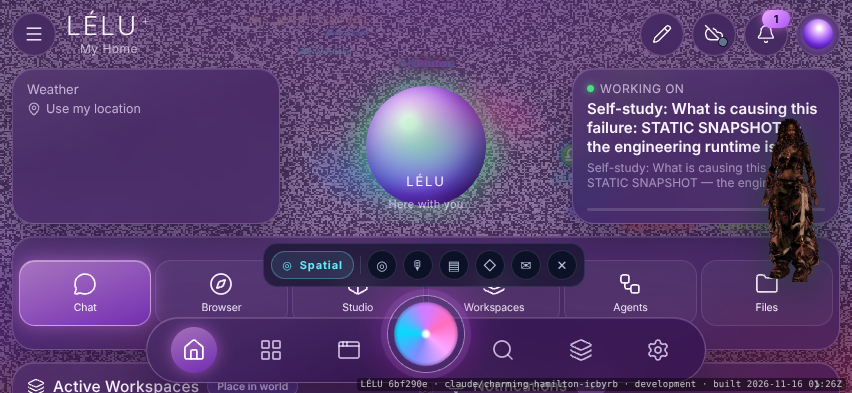 LÉLU
My Home
1
Weather
Use my location
LÉLU
Here with you
WORKING ON
Self-study: What is causing this
failure: STATIC SNAPSHOT
the engineering runtime is
Self-study: What is causing this
STATIC SNAPSHOT — the engin
Spatial
Chat
Browser
Studio
Workspaces
Agents
Files
Active Workspaces
Place in world
Notifications
LÉLU 6bf290e · claude/charming-hamilton-icbyrb · development · built 2026-11-16 01:26Z